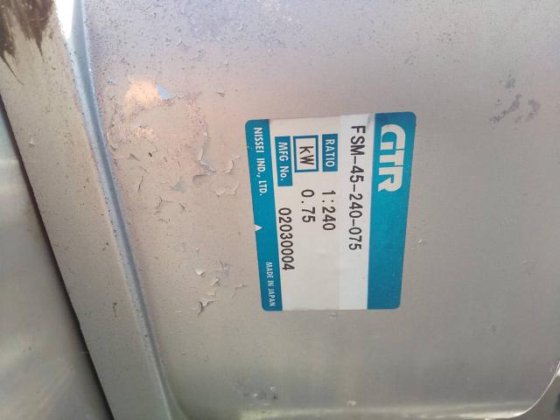 GTR
FSM-45-240-075
RATIO 1:240
kW 0.75
MFG No. 02030004
NISSEI IND., LTD. MADE IN JAPAN